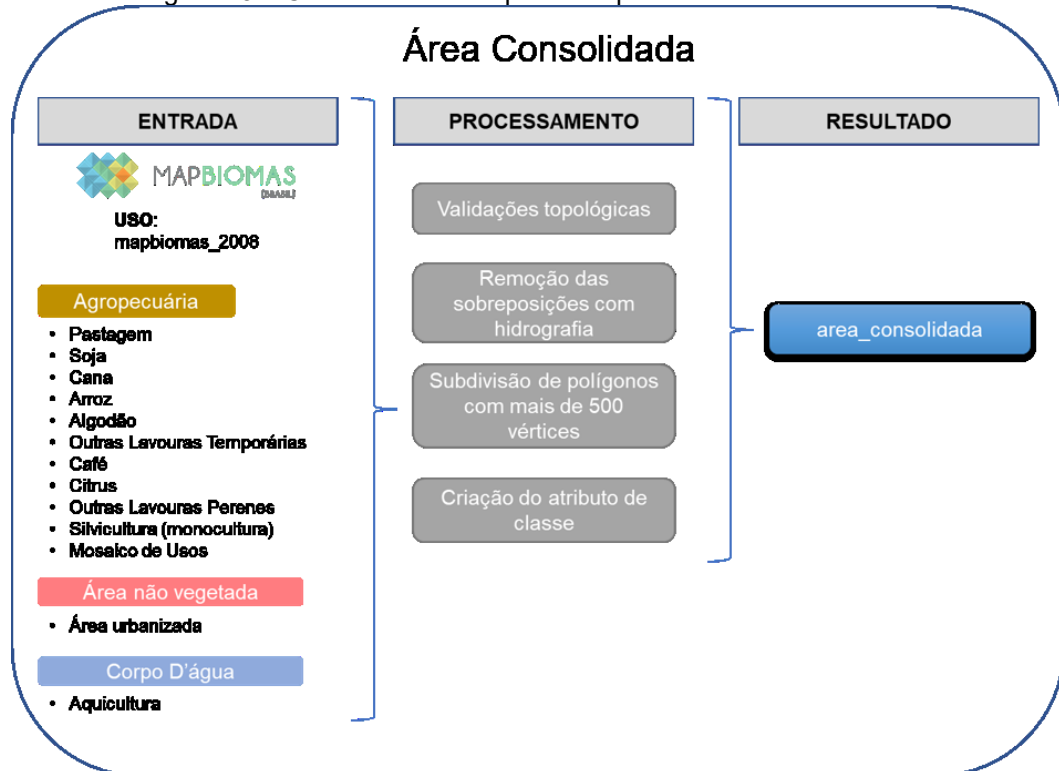 Área Consolidada
ENTRADA
MAPBIOMAS
[BRASIL]
USO:
mapbiomas_2008
Agropecuária
• Pastagem
• Soja
• Cana
• Arroz
• Algodão
• Outras Lavouras Temporárias
• Café
• Citrus
• Outras Lavouras Perenes
• Silvicultura (monocultura)
• Mosaico de Usos
Área não vegetada
• Área urbanizada
Corpo D'água
• Aquicultura
PROCESSAMENTO
Validações topológicas
Remoção das
sobreposições com
hidrografia
Subdivisão de polígonos
com mais de 500
vértices
Criação do atributo de
classe
RESULTADO
area_consolidada